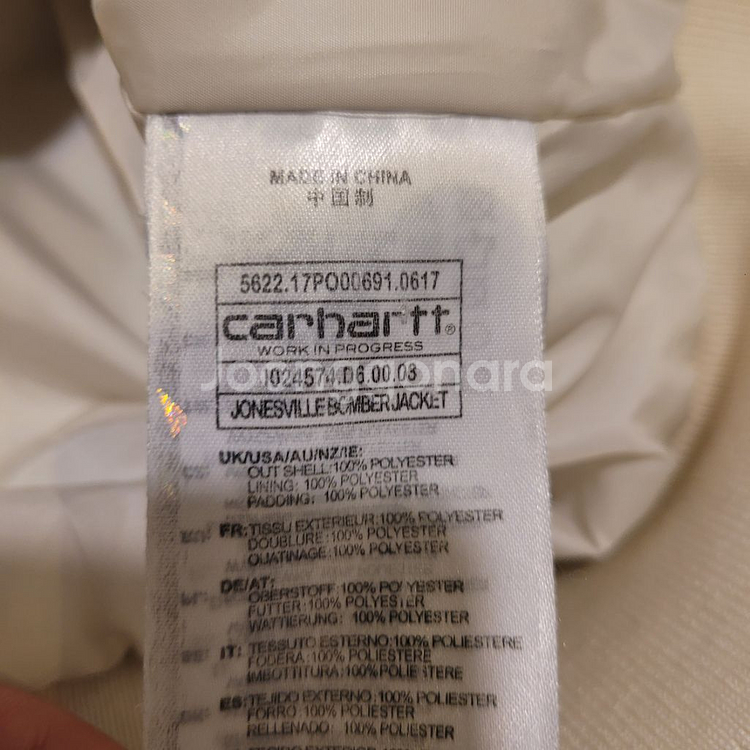 MADE IN CHINA
中国制
5622.17PO00691.0617
carhartt®
WORK IN PROGRESS
I024574.D6.00.03
JONESVILLE BOMBER JACKET
UK/USA/AU/NZ/IE:
OUT SHELL:100% POLYESTER
LINING: 100% POLYESTER
PADDING: 100% POLYESTER
FR:TISSU EXTERIEUR:100% POLYESTER
DOUBLURE:100% POLYESTER
OUATINAGE: 100% POLYESTER
DE/AT:
OBERSTOFF:100% POLYESTER
FUTTER:100% POLYESTER
WATTIERUNG: 100% POLYESTER
IT: TESSUTO ESTERNO:100% POLIESTERE
FODERA:100% POLIESTERE
IMBOTTITURA:100% POLIESTERE
ES:TEJIDO EXTERNO:100% POLIESTER
FORRO :100% POLYESTER
RELLENADO: 100% POLYESTER